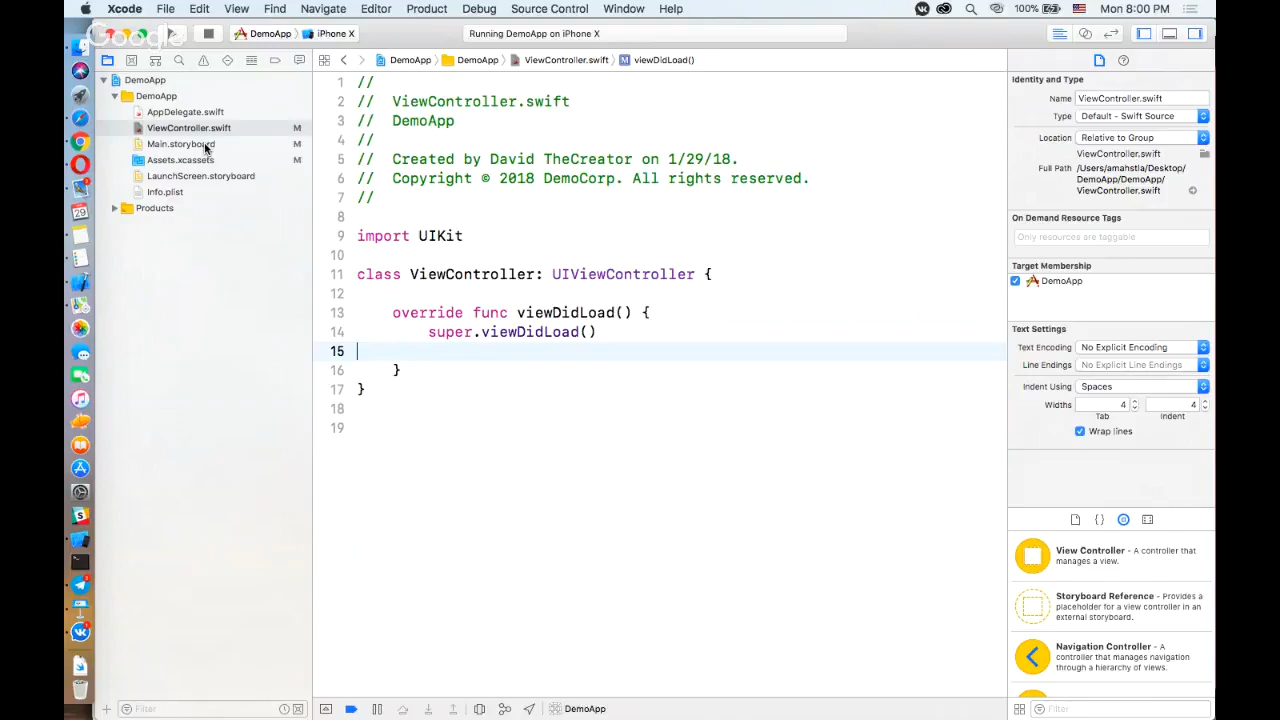 Xcode File Edit View Find Navigate Editor Product Debug Source Control Window Help 100% Mon 8:00 PM
Google
DemoApp iPhone X Running DemoApp on iPhone X
DemoApp DemoApp ViewController.swift M viewDidLoad()
DemoApp
DemoApp
AppDelegate.swift
ViewController.swift M
Main.storyboard M
Assets.xcassets M
LaunchScreen.storyboard
Info.plist
Products
1 //
2 //  ViewController.swift
3 //  DemoApp
4 //
5 //  Created by David TheCreator on 1/29/18.
6 //  Copyright © 2018 DemoCorp. All rights reserved.
7 //
8
9 import UIKit
10
11 class ViewController: UIViewController {
12
13     override func viewDidLoad() {
14         super.viewDidLoad()
15
16     }
17 }
18
19
Identity and Type
Name ViewController.swift
Type Default - Swift Source
Location Relative to Group
ViewController.swift
Full Path /Users/amahstla/Desktop/
DemoApp/DemoApp/
ViewController.swift
On Demand Resource Tags
Only resources are taggable
Target Membership
DemoApp
Text Settings
Text Encoding No Explicit Encoding
Line Endings No Explicit Line Endings
Indent Using Spaces
Widths 4 4
Tab Indent
Wrap lines
View Controller - A controller that
manages a view.
Storyboard Reference - Provides a
placeholder for a view controller in an
external storyboard.
Navigation Controller - A
controller that manages navigation
through a hierarchy of views.
Filter DemoApp Filter